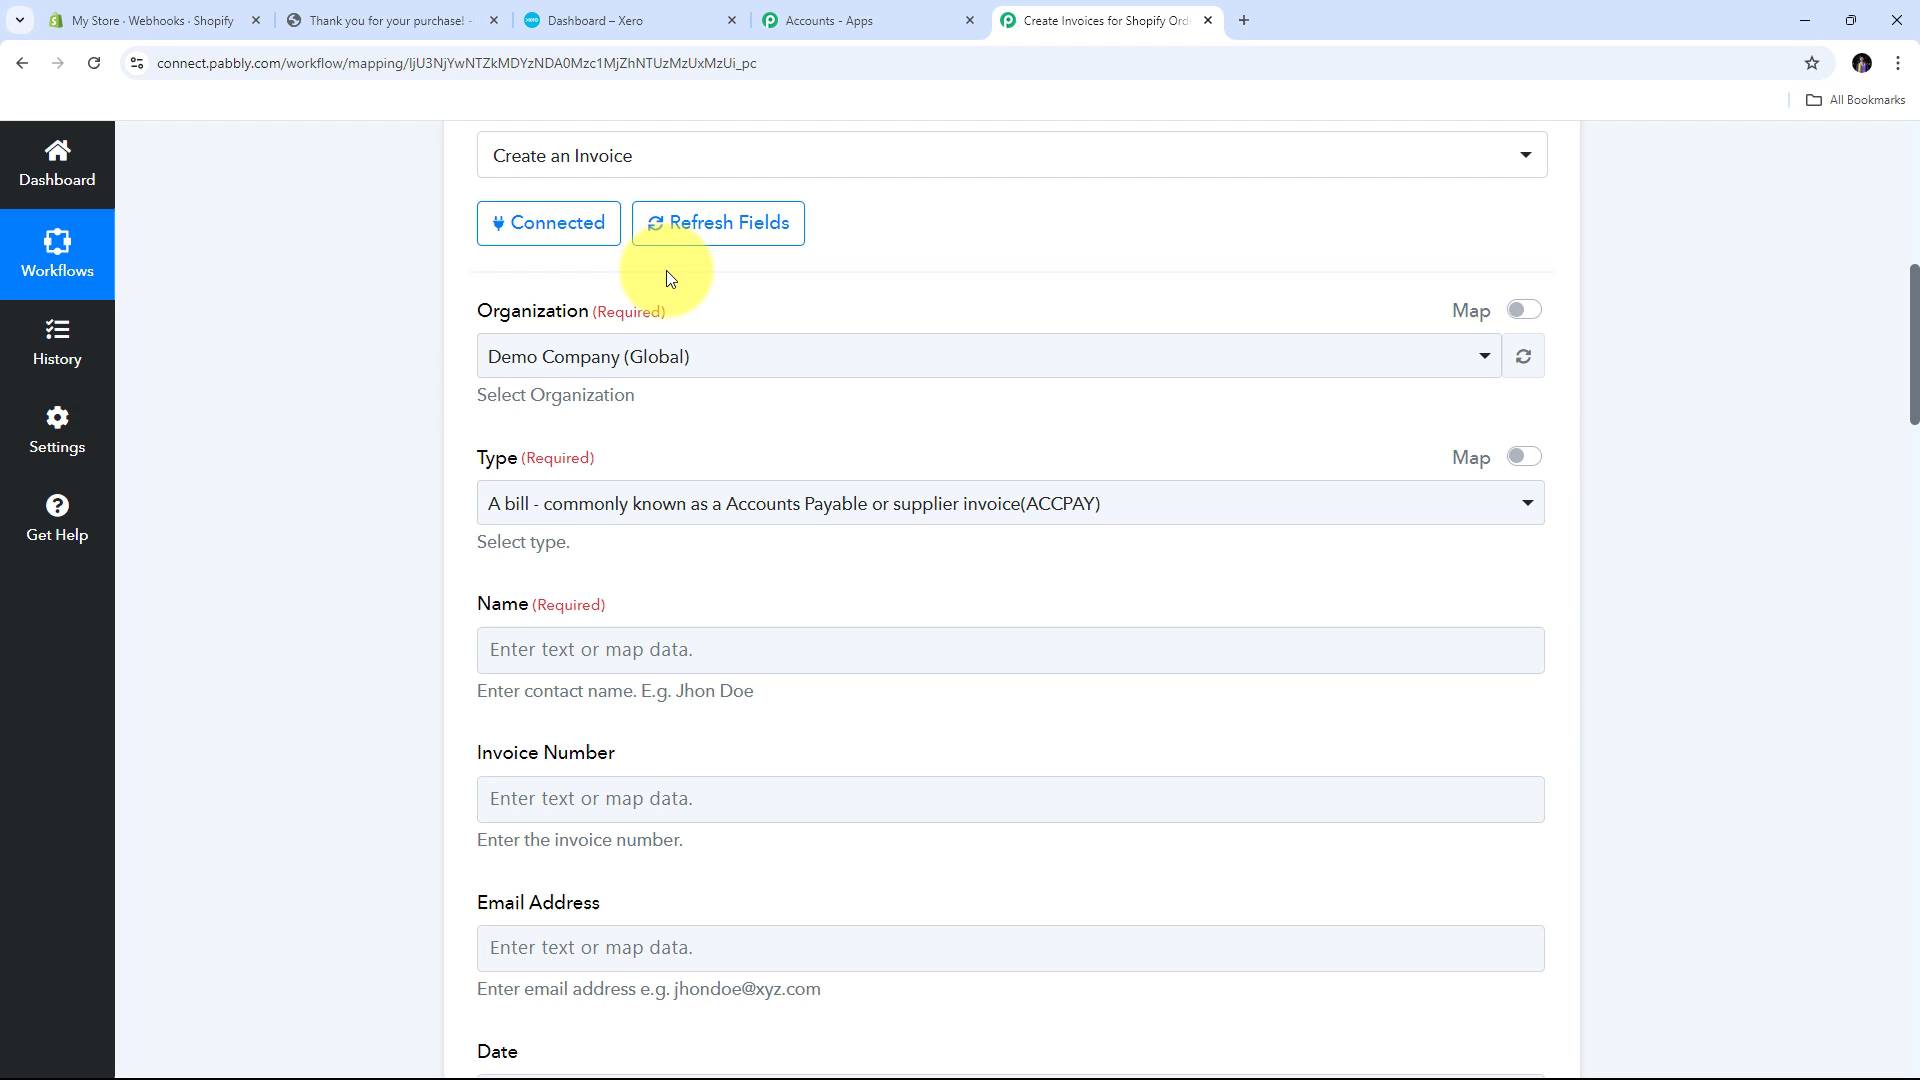 My Store · Webhooks · Shopify
Thank you for your purchase! -
xero
Dashboard – Xero
Accounts - Apps
Create Invoices for Shopify Ord
connect.pabbly.com/workflow/mapping/IjU3NjYwNTZkMDYzNDA0Mzc1MjZhNTUzMzUxMzUi_pc
All Bookmarks
Dashboard
Workflows
History
Settings
Get Help
Create an Invoice
Connected
Refresh Fields
Organization (Required)
Map
Demo Company (Global)
Select Organization
Type (Required)
Map
A bill - commonly known as a Accounts Payable or supplier invoice(ACCPAY)
Select type.
Name (Required)
Enter text or map data.
Enter contact name. E.g. Jhon Doe
Invoice Number
Enter text or map data.
Enter the invoice number.
Email Address
Enter text or map data.
Enter email address e.g. jhondoe@xyz.com
Date